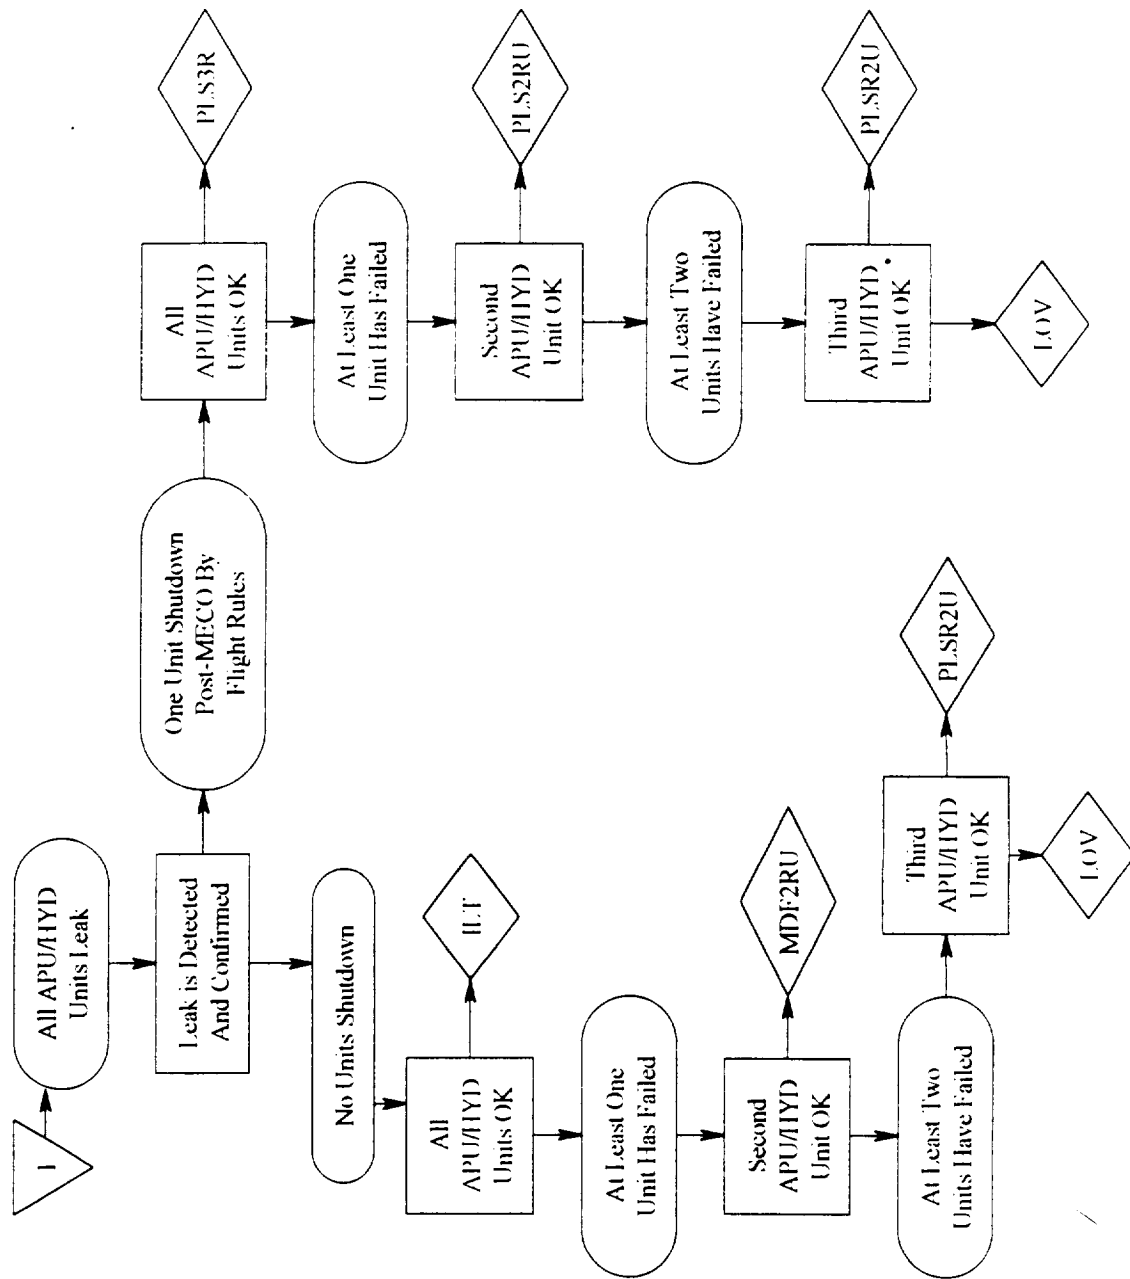 1
All APU/HYD
Units Leak
Leak is Detected
And Confirmed
One Unit Shutdown
Post-MECO By
Flight Rules
All
APU/HYD
Units OK
PLS3R
At Least One
Unit Has Failed
Second
APU/HYD
Unit OK
PLS2RU
At Least Two
Units Have Failed
Third
APU/HYD
Unit OK
PLSR2U
LOV
No Units Shutdown
All
APU/HYD
Units OK
ILT
At Least One
Unit Has Failed
Second
APU/HYD
Unit OK
MDF2RU
At Least Two
Units Have Failed
Third
APU/HYD
Unit OK
PLSR2U
LOV